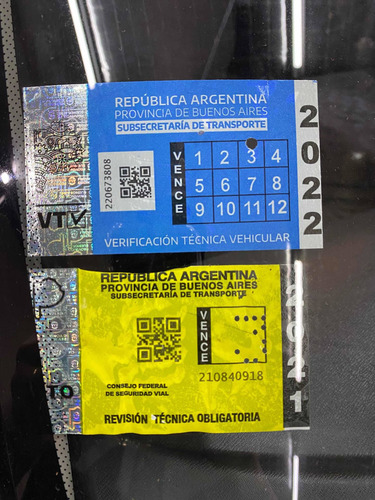 REPÚBLICA ARGENTINA
PROVINCIA DE BUENOS AIRES
SUBSECRETARÍA DE TRANSPORTE
2022
220673808
VENCE
1 2 3 4
5 6 7 8
9 10 11 12
VTV
VERIFICACIÓN TÉCNICA VEHICULAR
REPÚBLICA ARGENTINA
PROVINCIA DE BUENOS AIRES
SUBSECRETARÍA DE TRANSPORTE
2021
VENCE
210840918
CONSEJO FEDERAL
DE SEGURIDAD VIAL
TO
REVISIÓN TÉCNICA OBLIGATORIA